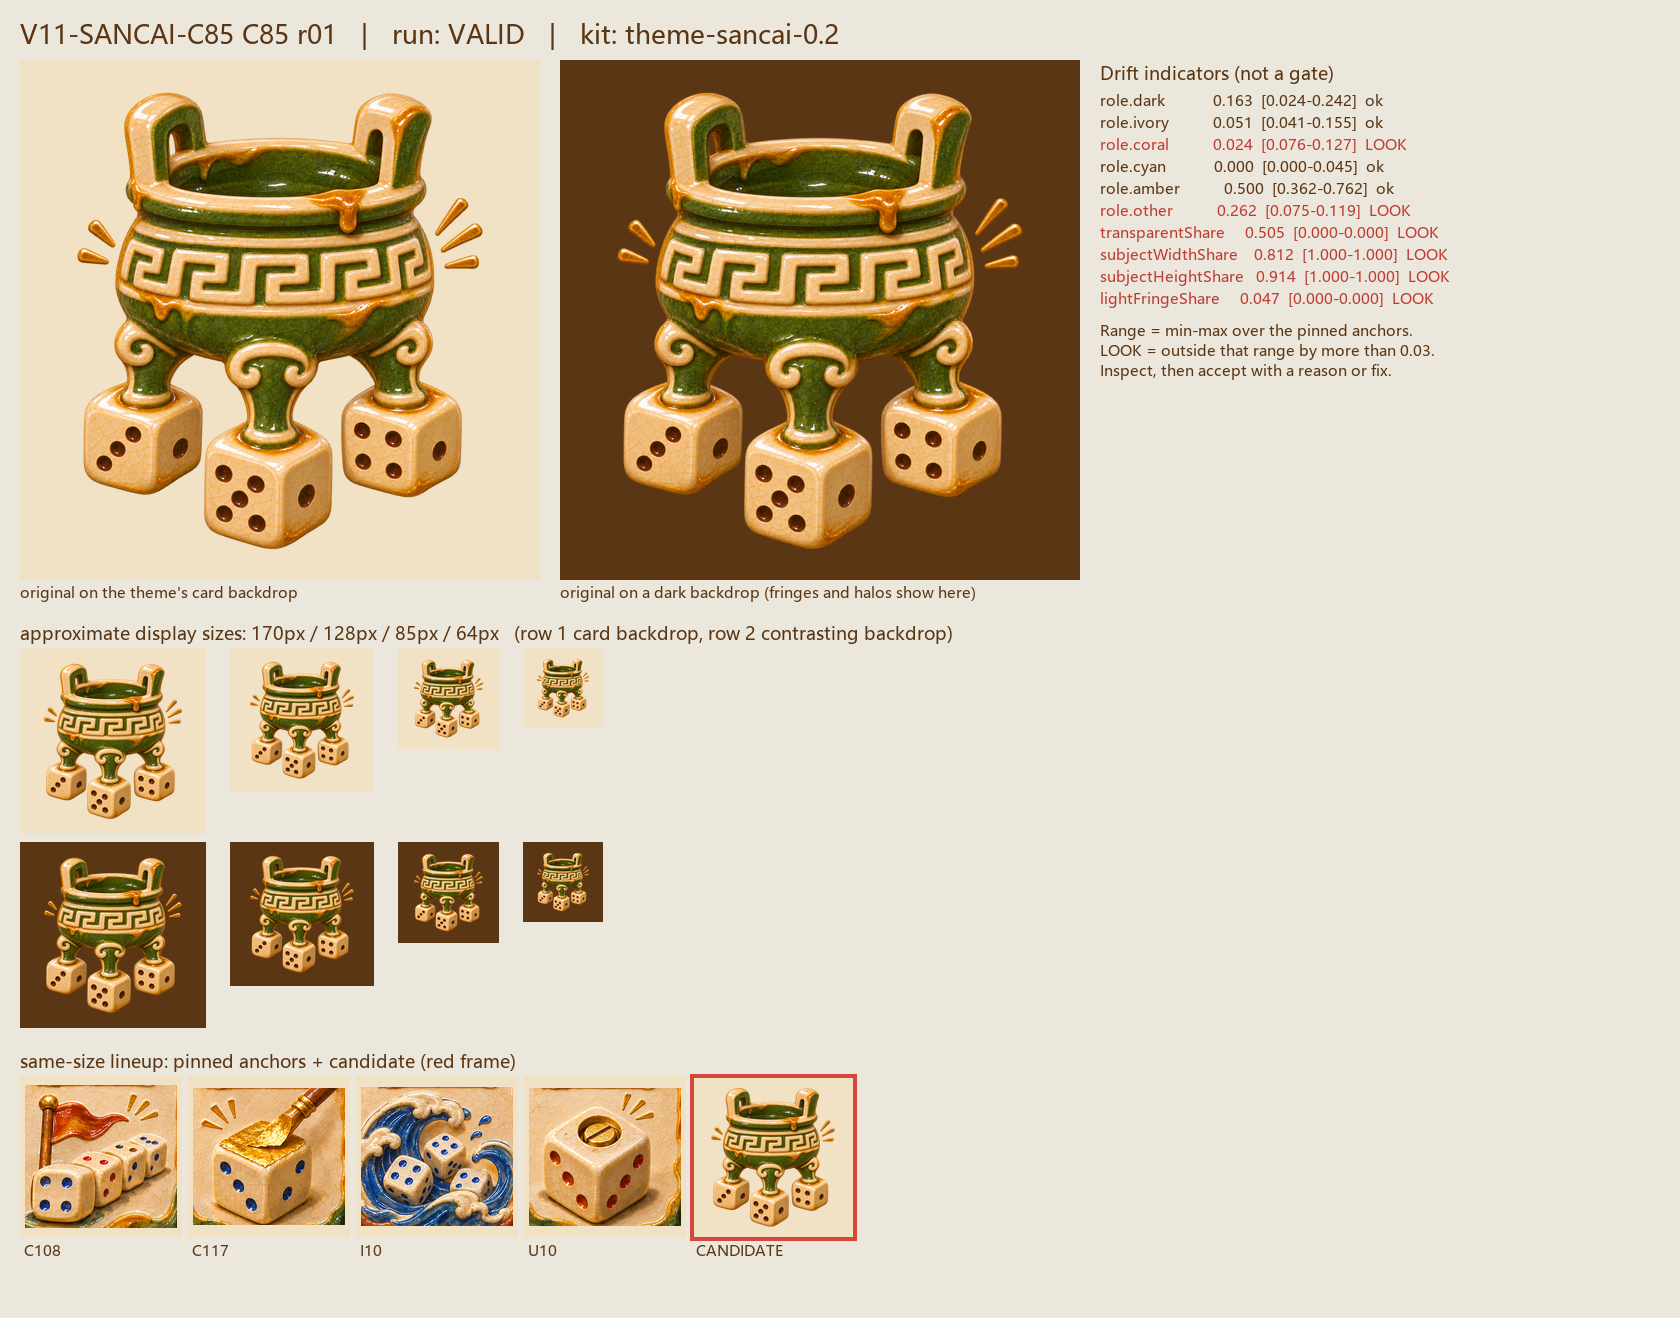 V11-SANCAI-C85 C85 r01 | run: VALID | kit: theme-sancai-0.2
Drift indicators (not a gate)
role.dark 0.163 [0.024-0.242] ok
role.ivory 0.051 [0.041-0.155] ok
role.coral 0.024 [0.076-0.127] LOOK
role.cyan 0.000 [0.000-0.045] ok
role.amber 0.500 [0.362-0.762] ok
role.other 0.262 [0.075-0.119] LOOK
transparentShare 0.505 [0.000-0.000] LOOK
subjectWidthShare 0.812 [1.000-1.000] LOOK
subjectHeightShare 0.914 [1.000-1.000] LOOK
lightFringeShare 0.047 [0.000-0.000] LOOK
Range = min-max over the pinned anchors.
LOOK = outside that range by more than 0.03.
Inspect, then accept with a reason or fix.
original on the theme's card backdrop
original on a dark backdrop (fringes and halos show here)
approximate display sizes: 170px / 128px / 85px / 64px (row 1 card backdrop, row 2 contrasting backdrop)
same-size lineup: pinned anchors + candidate (red frame)
C108
C117
I10
U10
CANDIDATE